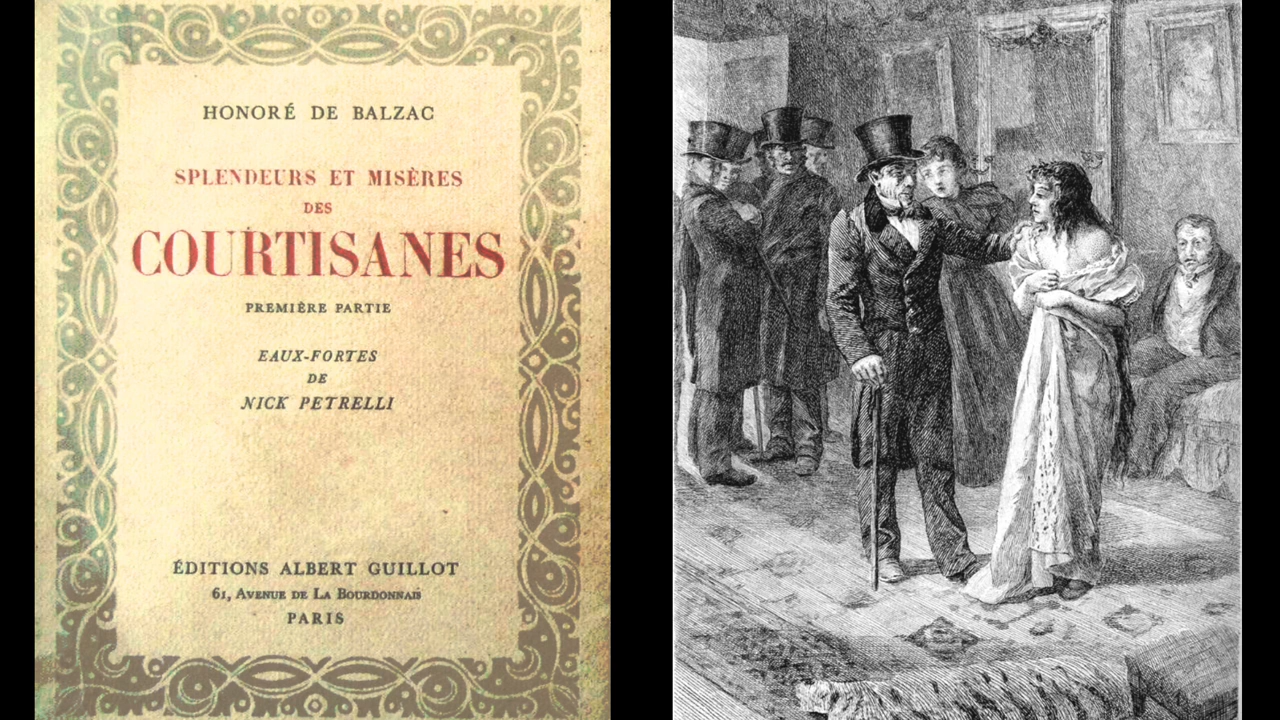 HONORÉ DE BALZAC
SPLENDEURS ET MISÈRES
DES
COURTISANES
PREMIÈRE PARTIE
EAUX-FORTES
DE
NICK PETRELLI
ÉDITIONS ALBERT GUILLOT
61, AVENUE DE LA BOURDONNAIS
PARIS